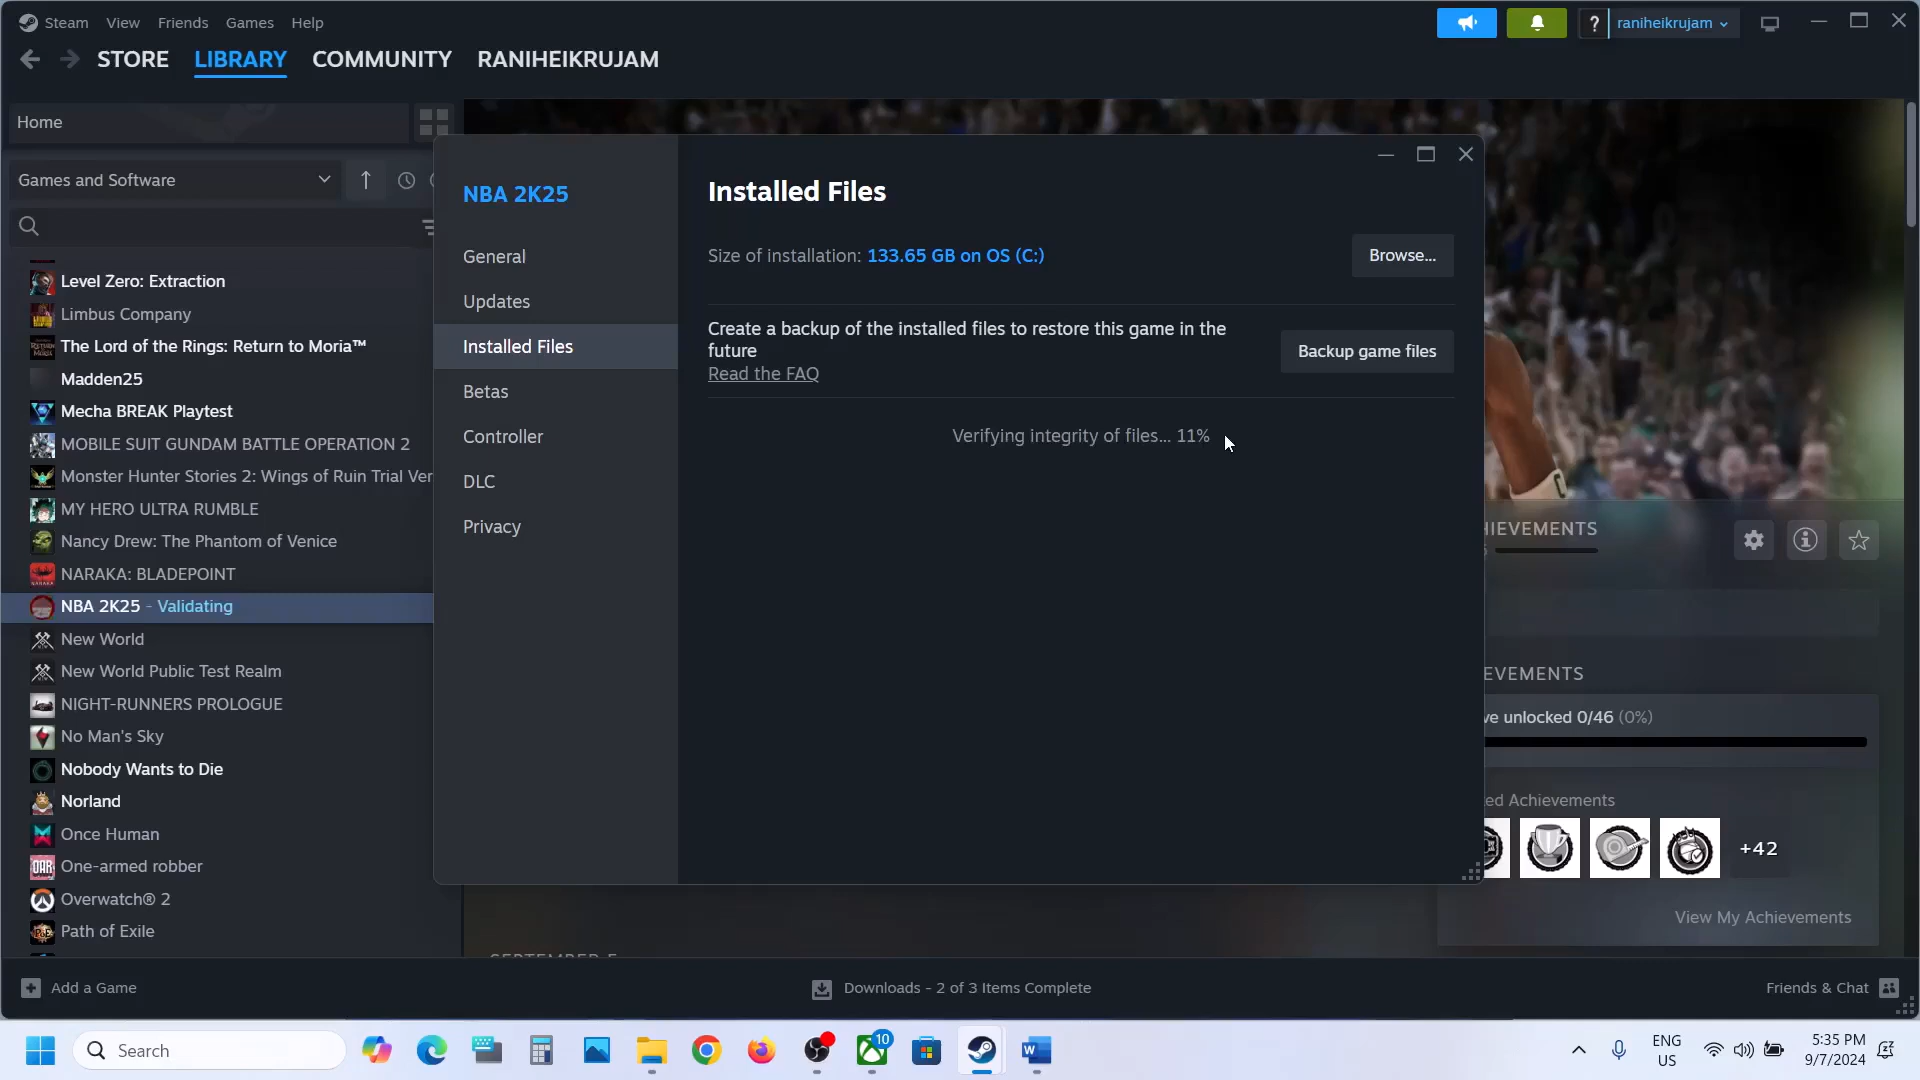 Steam View Friends Games Help
? raniheikrujam
STORE LIBRARY COMMUNITY RANIHEIKRUJAM
Home
Games and Software
Level Zero: Extraction
Limbus Company
The Lord of the Rings: Return to Moria™
Madden25
Mecha BREAK Playtest
MOBILE SUIT GUNDAM BATTLE OPERATION 2
Monster Hunter Stories 2: Wings of Ruin Trial Ver
MY HERO ULTRA RUMBLE
Nancy Drew: The Phantom of Venice
NARAKA: BLADEPOINT
NBA 2K25 - Validating
New World
New World Public Test Realm
NIGHT-RUNNERS PROLOGUE
No Man's Sky
Nobody Wants to Die
Norland
Once Human
One-armed robber
Overwatch® 2
Path of Exile
NBA 2K25
General
Updates
Installed Files
Betas
Controller
DLC
Privacy
Installed Files
Size of installation: 133.65 GB on OS (C:)
Browse...
Create a backup of the installed files to restore this game in the
future
Read the FAQ
Backup game files
Verifying integrity of files... 11%
HIEVEMENTS
EVEMENTS
ve unlocked 0/46 (0%)
ed Achievements
+42
View My Achievements
Add a Game
Downloads - 2 of 3 Items Complete
Friends & Chat
Search
10
ENG
US
5:35 PM
9/7/2024